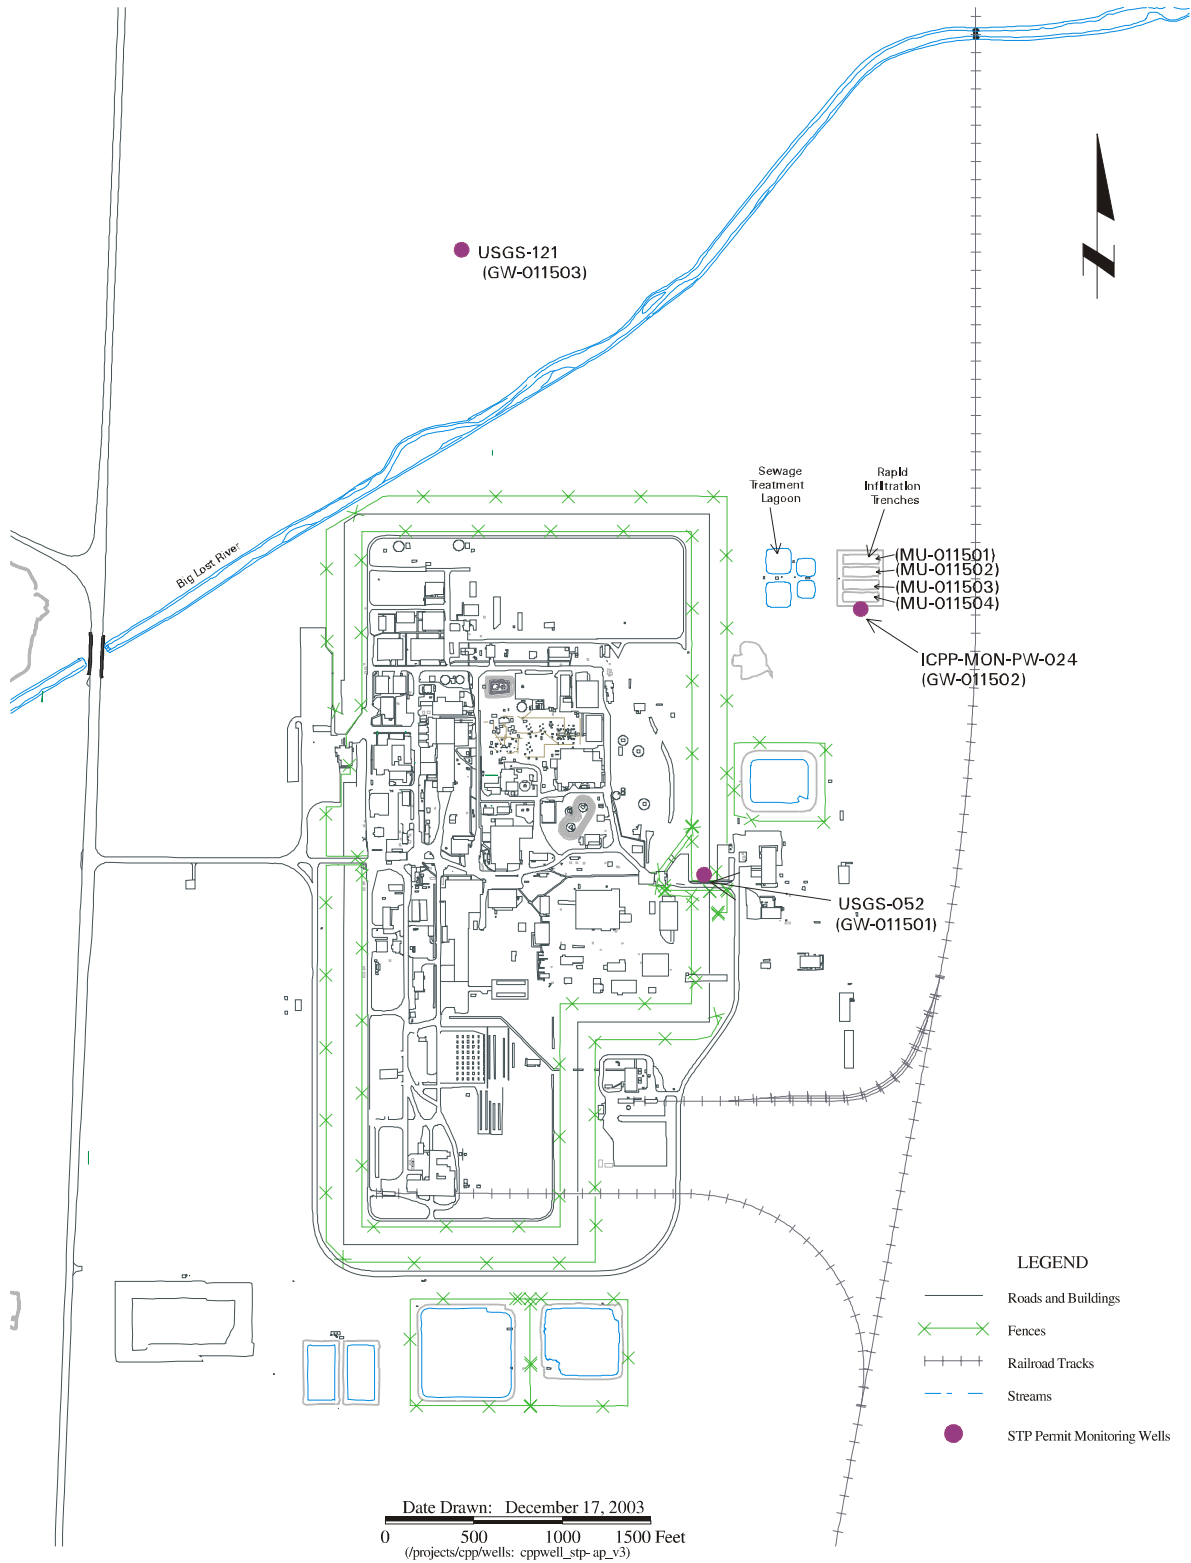 USGS-121
(GW-011503)
Sewage
Treatment
Lagoon
Rapid
Infiltration
Trenches
Big Lost River
(MU-011501)
(MU-011502)
(MU-011503)
(MU-011504)
ICPP-MON-PW-024
(GW-011502)
USGS-052
(GW-011501)
LEGEND
Roads and Buildings
Fences
Railroad Tracks
Streams
STP Permit Monitoring Wells
Date Drawn: December 17, 2003
0 500 1000 1500 Feet
(/projects/cpp/wells: cppwell_stp- ap_v3)